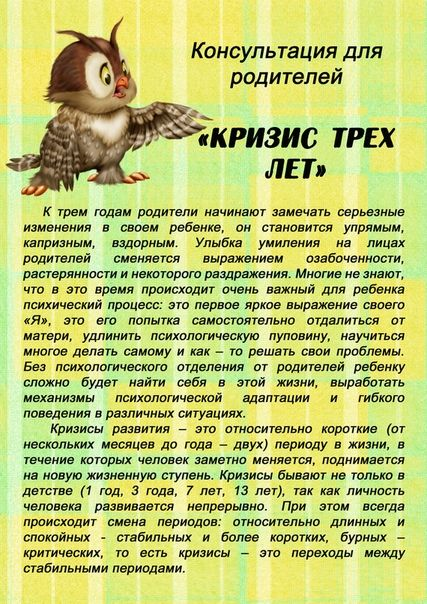 Консультация для
родителей
«КРИЗИС ТРЕХ
ЛЕТ»
К трем годам родители начинают замечать серьезные
изменения в своем ребенке, он становится упрямым,
капризным, вздорным. Улыбка умиления на лицах
родителей сменяется выражением озабоченности,
растерянности и некоторого раздражения. Многие не знают,
что в это время происходит очень важный для ребенка
психический процесс: это первое яркое выражение своего
«Я», это его попытка самостоятельно отдалиться от
матери, удлинить психологическую пуповину, научиться
многое делать самому и как – то решать свои проблемы.
Без психологического отделения от родителей ребенку
сложно будет найти себя в этой жизни, выработать
механизмы психологической адаптации и гибкого
поведения в различных ситуациях.
Кризисы развития – это относительно короткие (от
нескольких месяцев до года – двух) периоду в жизни, в
течение которых человек заметно меняется, поднимается
на новую жизненную ступень. Кризисы бывают не только в
детстве (1 год, 3 года, 7 лет, 13 лет), так как личность
человека развивается непрерывно. При этом всегда
происходит смена периодов: относительно длинных и
спокойных - стабильных и более коротких, бурных –
критических, то есть кризисы – это переходы между
стабильными периодами.